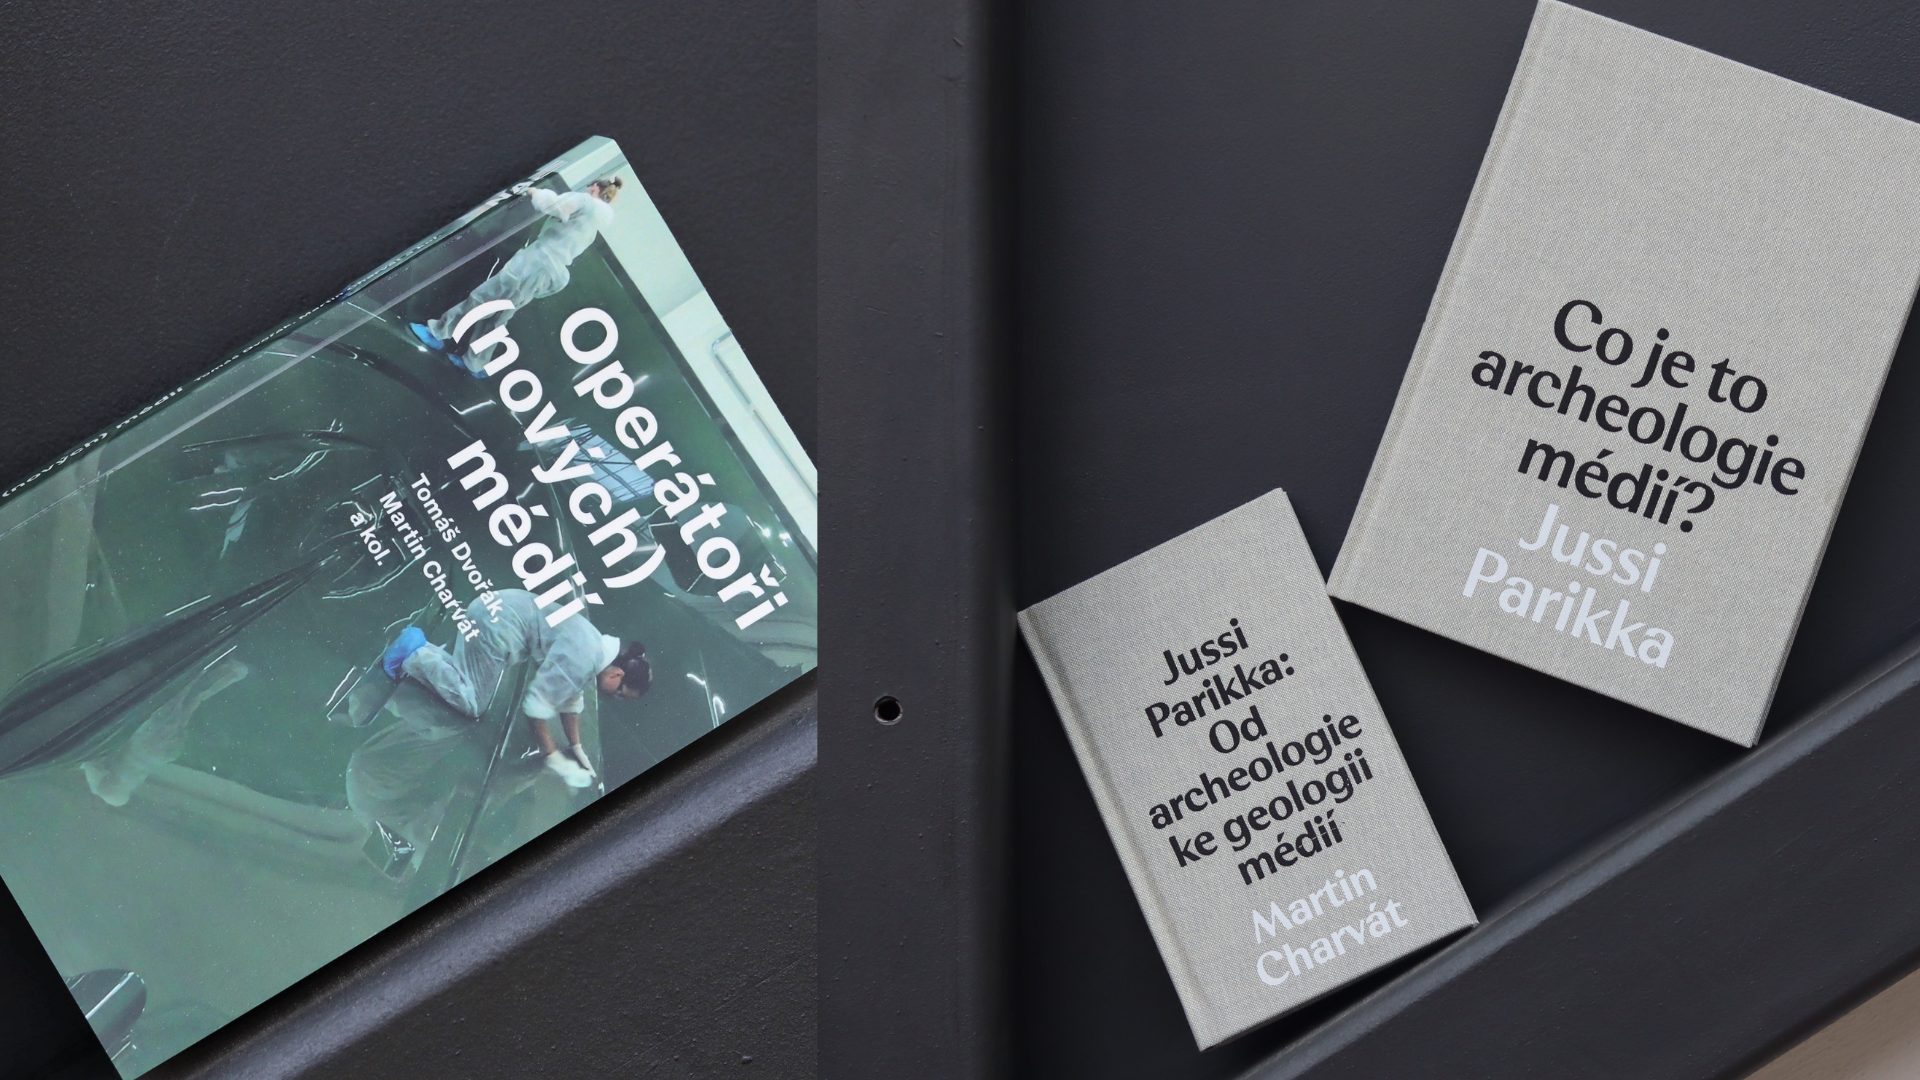 Operátoři
(nových)
médií
Tomáš Dvořák,
Martin Charvát
a kol.
Co je to
archeologie
médií?
Jussi
Parikka
Jussi
Parikka:
Od
archeologie
ke geologii
médií
Martin
Charvát